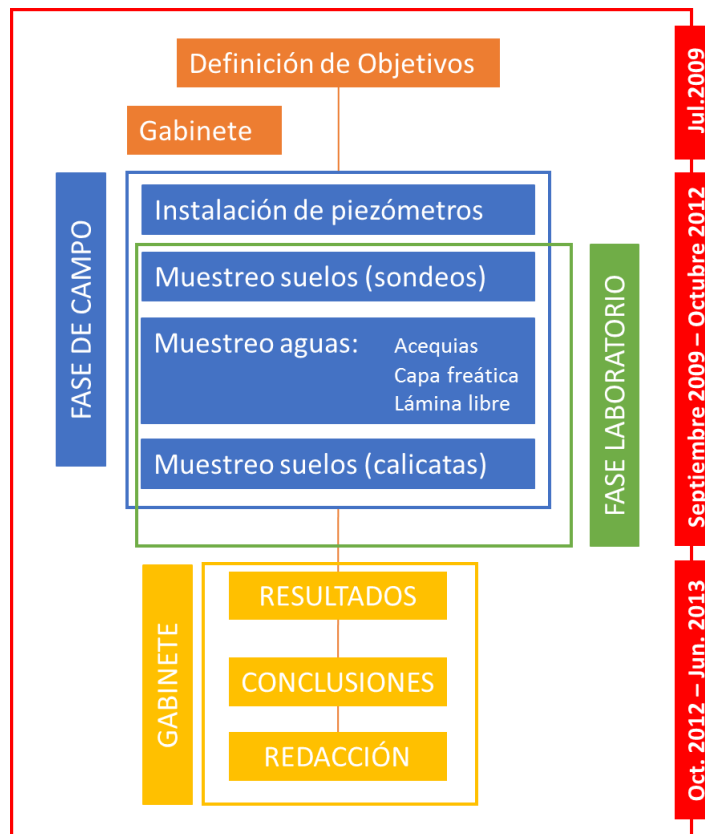 Definición de Objetivos
Jul.2009
Gabinete
FASE DE CAMPO
Instalación de piezómetros
Muestreo suelos (sondeos)
Muestreo aguas: Acequias
Capa freática
Lámina libre
Muestreo suelos (calicatas)
FASE LABORATORIO
Septiembre 2009 – Octubre 2012
GABINETE
RESULTADOS
CONCLUSIONES
REDACCIÓN
Oct. 2012 – Jun. 2013